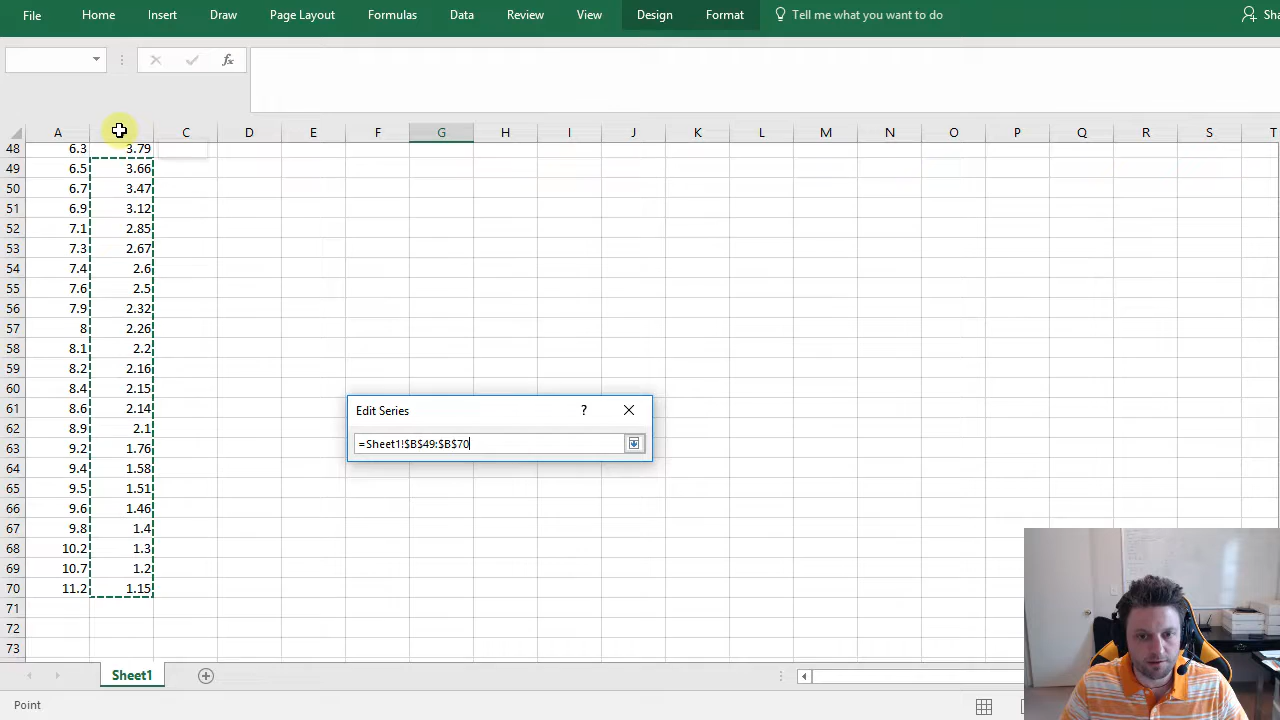 File Home Insert Draw Page Layout Formulas Data Review View Design Format Tell me what you want to do Sha
fx
A C D E F G H I J K L M N O P Q R S T
48 6.3 3.79
49 6.5 3.66
50 6.7 3.47
51 6.9 3.12
52 7.1 2.85
53 7.3 2.67
54 7.4 2.6
55 7.6 2.5
56 7.9 2.32
57 8 2.26
58 8.1 2.2
59 8.2 2.16
60 8.4 2.15
61 8.6 2.14
62 8.9 2.1
63 9.2 1.76
64 9.4 1.58
65 9.5 1.51
66 9.6 1.46
67 9.8 1.4
68 10.2 1.3
69 10.7 1.2
70 11.2 1.15
71
72
73
Edit Series ?
=Sheet1!$B$49:$B$70
Sheet1
Point